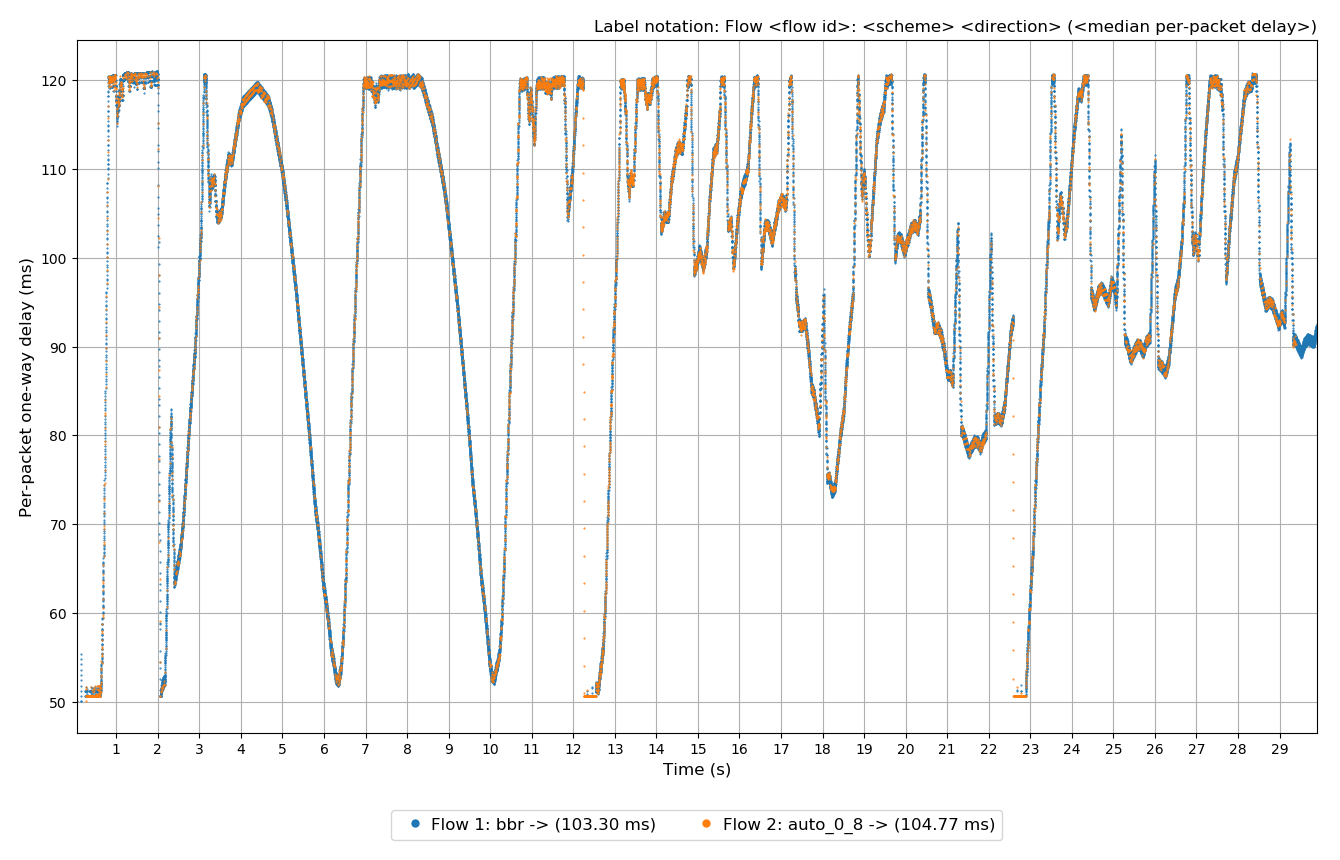 Label notation: Flow <flow id>: <scheme> <direction> (<median per-packet delay>)
Per-packet one-way delay (ms)
120
110
100
90
80
70
60
50
1 2 3 4 5 6 7 8 9 10 11 12 13 14 15 16 17 18 19 20 21 22 23 24 25 26 27 28 29
Time (s)
Flow 1: bbr -> (103.30 ms) Flow 2: auto_0_8 -> (104.77 ms)